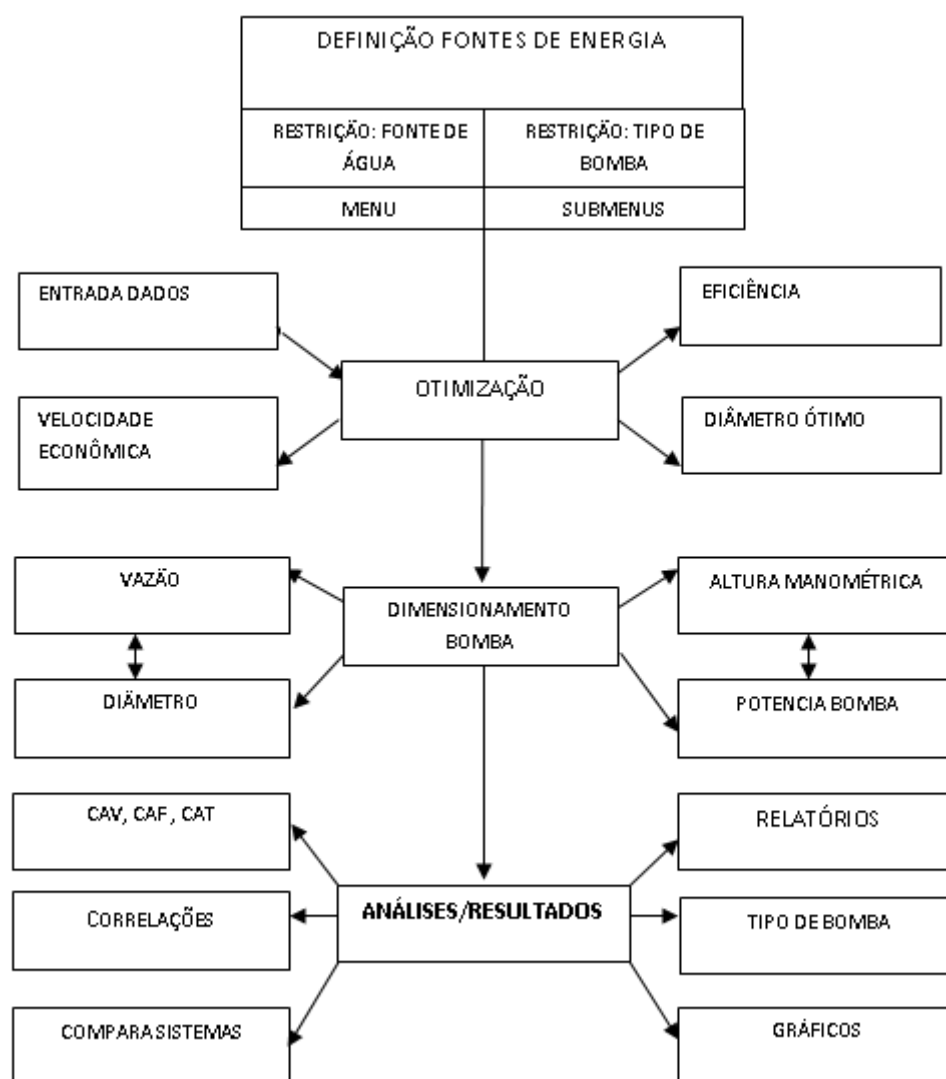 DEFINIÇÃO FONTES DE ENERGIA
RESTRIÇÃO: FONTE DE
ÁGUA
RESTRIÇÃO: TIPO DE
BOMBA
MENU
SUBMENUS
ENTRADA DADOS
EFICIÊNCIA
OTIMIZAÇÃO
VELOCIDADE
ECONÔMICA
DIÂMETRO ÓTIMO
VAZÃO
ALTURA MANOMÉTRICA
DIMENSIONAMENTO
BOMBA
DIÂMETRO
POTENCIA BOMBA
CAV, CAF, CAT
RELATÓRIOS
ANÁLISES/RESULTADOS
CORRELAÇÕES
TIPO DE BOMBA
COMPARA SISTEMAS
GRÁFICOS